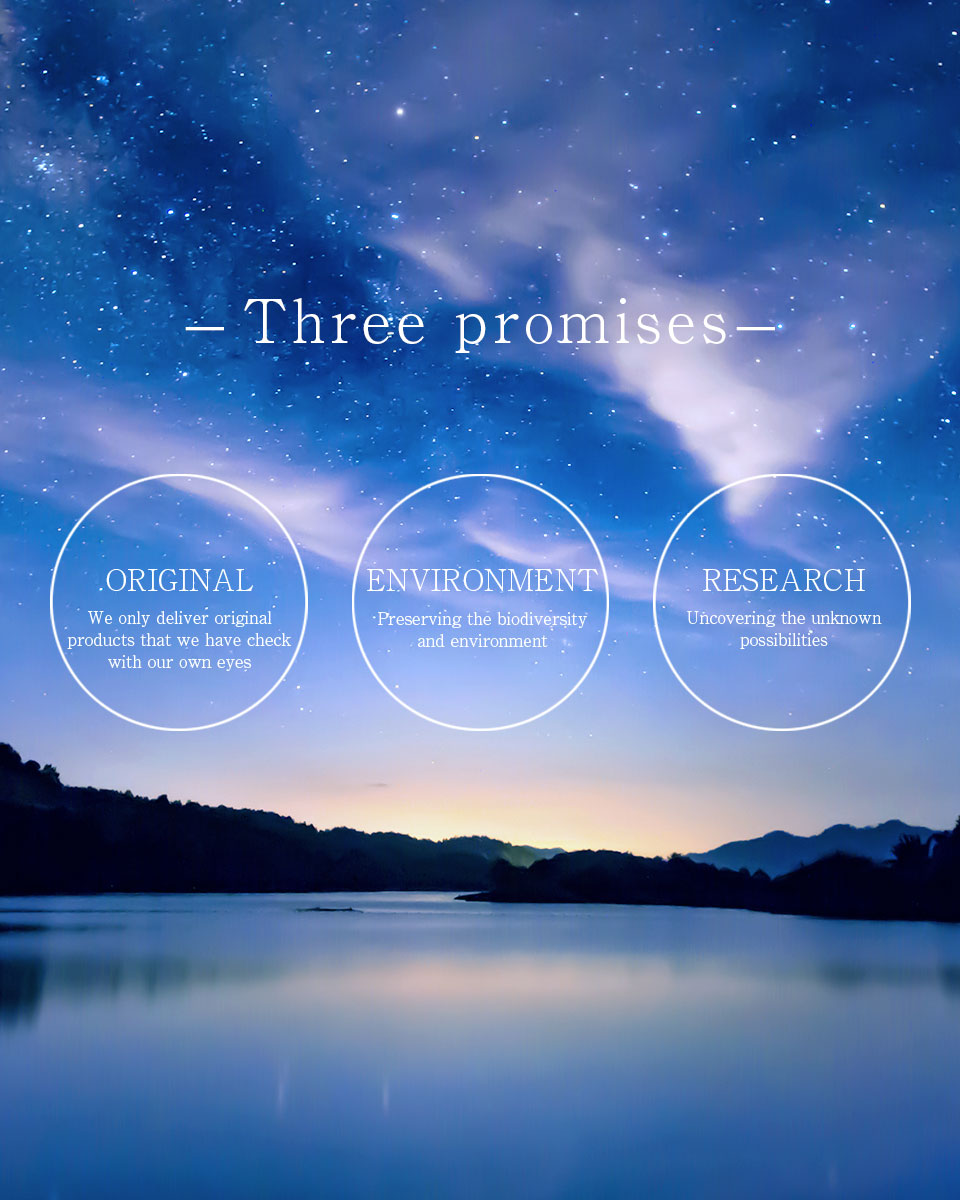 — Three promises —
ORIGINAL
We only deliver original
products that we have check
with our own eyes
ENVIRONMENT
Preserving the biodiversity
and environment
RESEARCH
Uncovering the unknown
possibilities